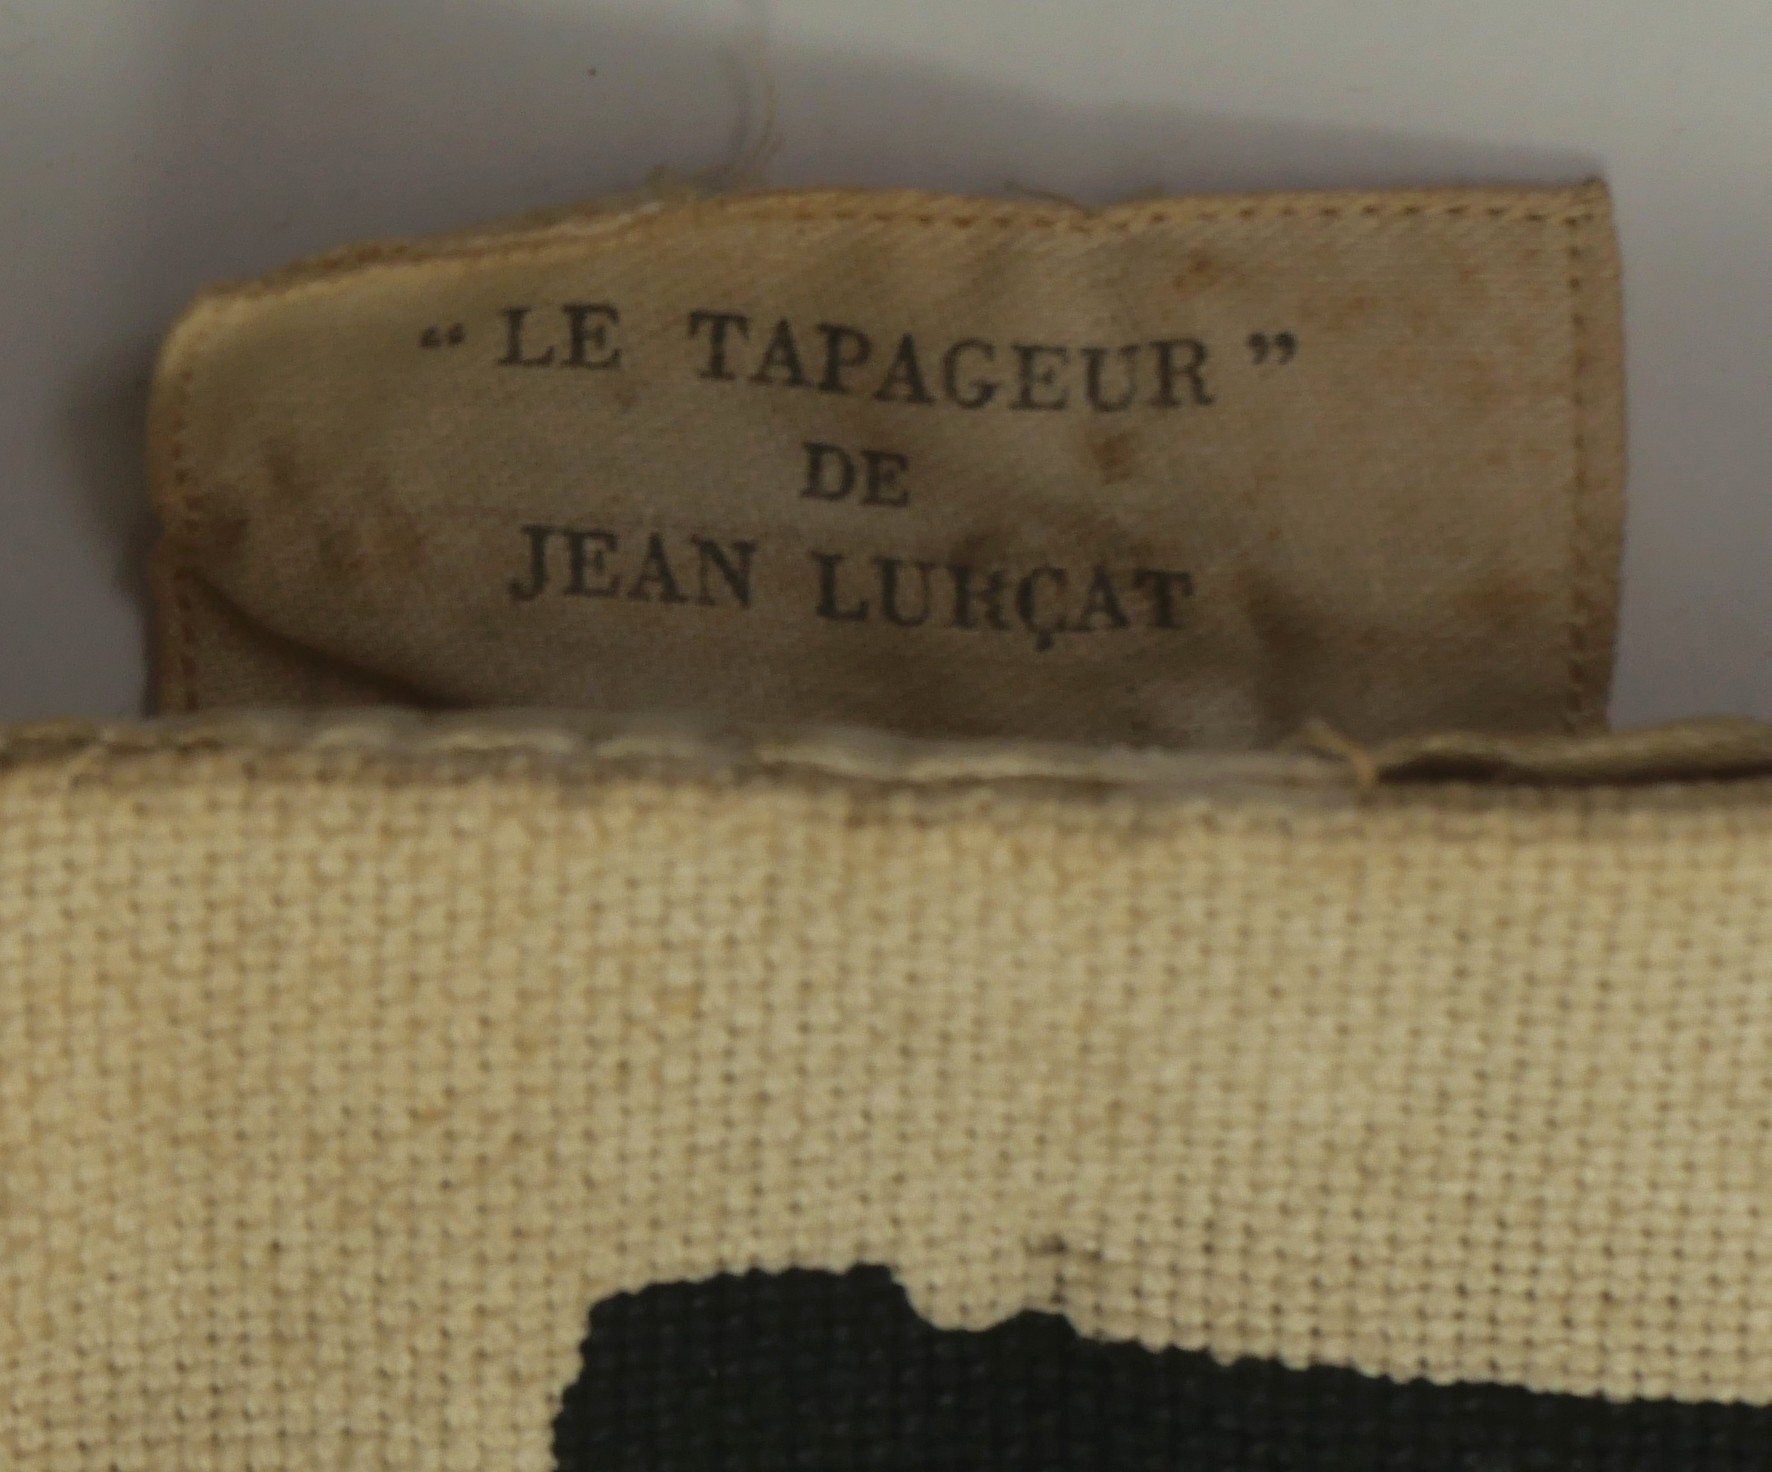 “ LE TAPAGEUR ”
DE
JEAN LURÇAT